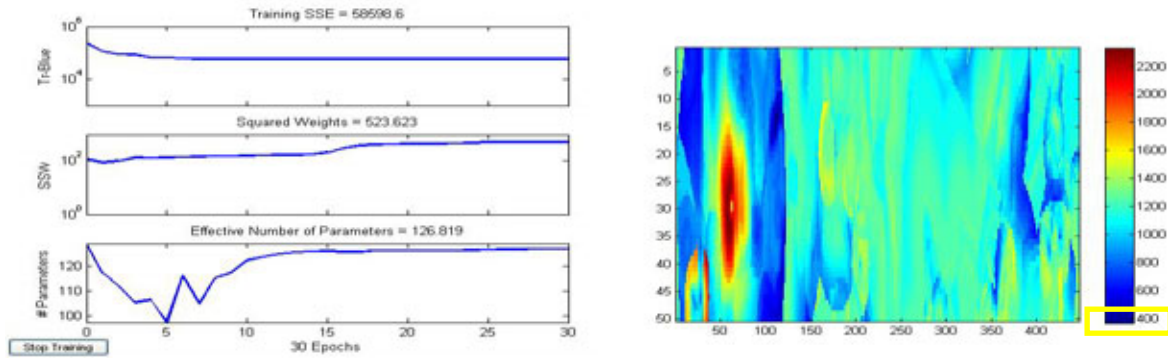 Training SSE = 58598.6
10^6
10^4
Tr-Blue
Squared Weights = 523.623
10^2
10^0
SSW
Effective Number of Parameters = 126.819
120
110
100
# Parameters
0 5 10 15 20 25 30
30 Epochs
Stop Training
5
10
15
20
25
30
35
40
45
50
50 100 150 200 250 300 350 400
2200
2000
1800
1600
1400
1200
1000
800
600
400